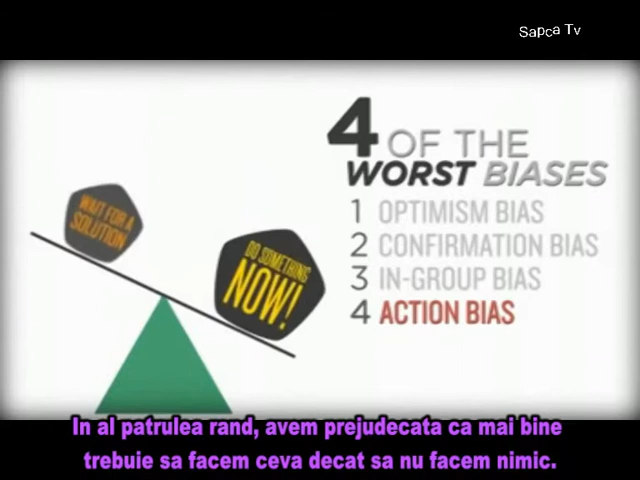 Sapca Tv
4 OF THE
WORST BIASES
1 OPTIMISM BIAS
2 CONFIRMATION BIAS
3 IN-GROUP BIAS
4 ACTION BIAS
WAIT FOR A
SOLUTION
DO SOMETHING
NOW!
In al patrulea rand, avem prejudecata ca mai bine
trebuie sa facem ceva decat sa nu facem nimic.